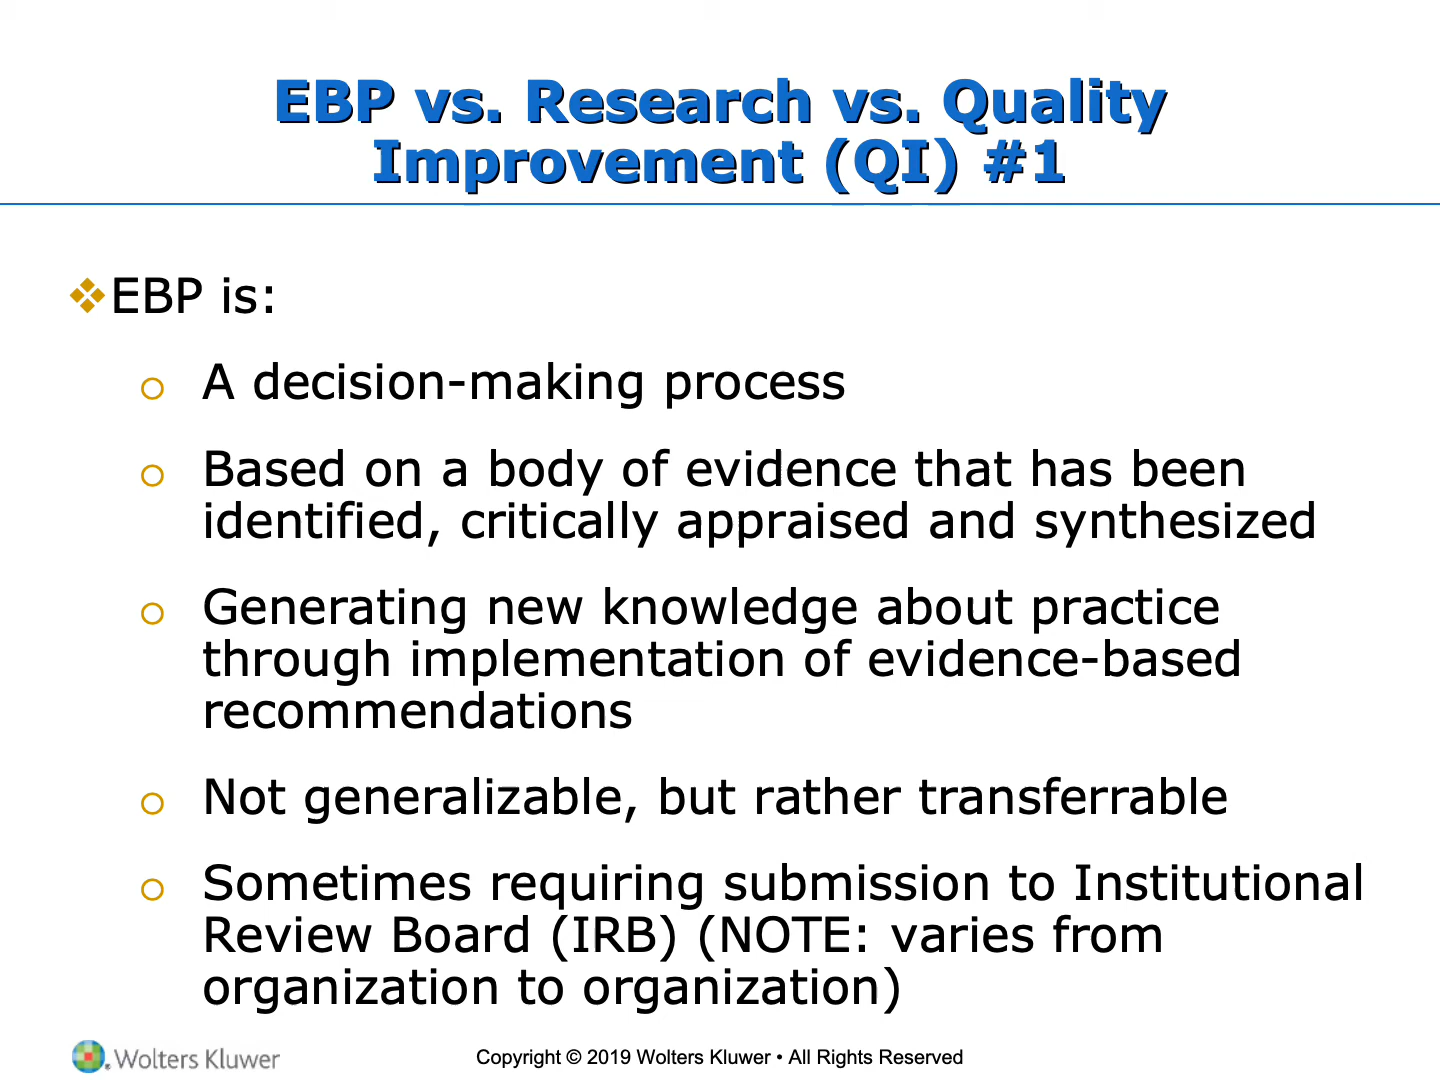 EBP vs. Research vs. Quality
Improvement (QI) #1
EBP is:
A decision-making process
Based on a body of evidence that has been
identified, critically appraised and synthesized
Generating new knowledge about practice
through implementation of evidence-based
recommendations
Not generalizable, but rather transferrable
Sometimes requiring submission to Institutional
Review Board (IRB) (NOTE: varies from
organization to organization)
Wolters Kluwer
Copyright © 2019 Wolters Kluwer • All Rights Reserved